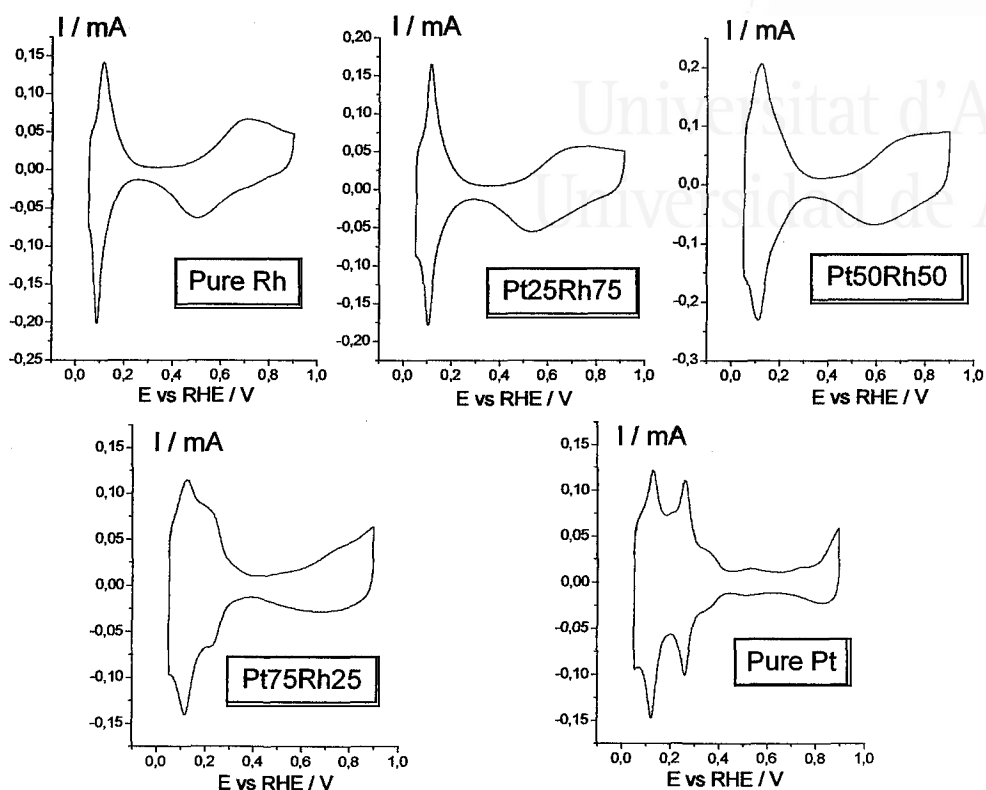 I / mA
0,15
0,10
0,05
0,00
-0,05
-0,10
-0,15
-0,20
-0,25
0,0 0,2 0,4 0,6 0,8 1,0
E vs RHE / V
Pure Rh
I / mA
0,20
0,15
0,10
0,05
0,00
-0,05
-0,10
-0,15
-0,20
0,0 0,2 0,4 0,6 0,8 1,0
E vs RHE / V
Pt25Rh75
I / mA
0,2
0,1
0,0
-0,1
-0,2
-0,3
0,0 0,2 0,4 0,6 0,8 1,0
E vs RHE / V
Pt50Rh50
Universitat d'A
Universidad de A
I / mA
0,15
0,10
0,05
0,00
-0,05
-0,10
-0,15
0,0 0,2 0,4 0,6 0,8 1,0
E vs RHE / V
Pt75Rh25
I / mA
0,15
0,10
0,05
0,00
-0,05
-0,10
-0,15
0,0 0,2 0,4 0,6 0,8 1,0
E vs RHE / V
Pure Pt